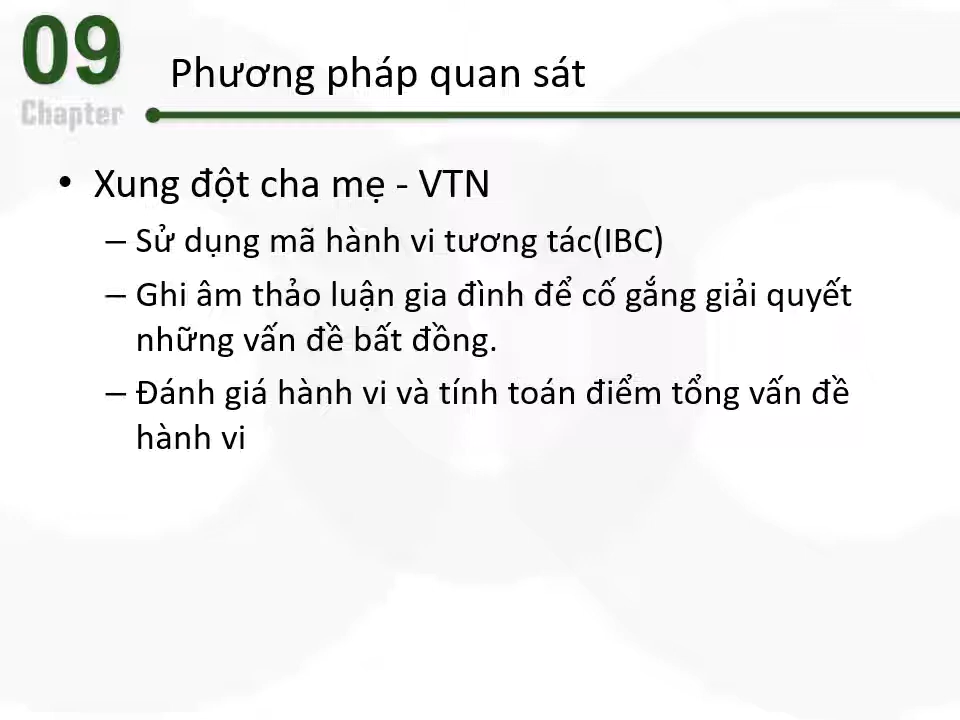 09
Chapter
Phương pháp quan sát
• Xung đột cha mẹ - VTN
– Sử dụng mã hành vi tương tác(IBC)
– Ghi âm thảo luận gia đình để cố gắng giải quyết
những vấn đề bất đồng.
– Đánh giá hành vi và tính toán điểm tổng vấn đề
hành vi